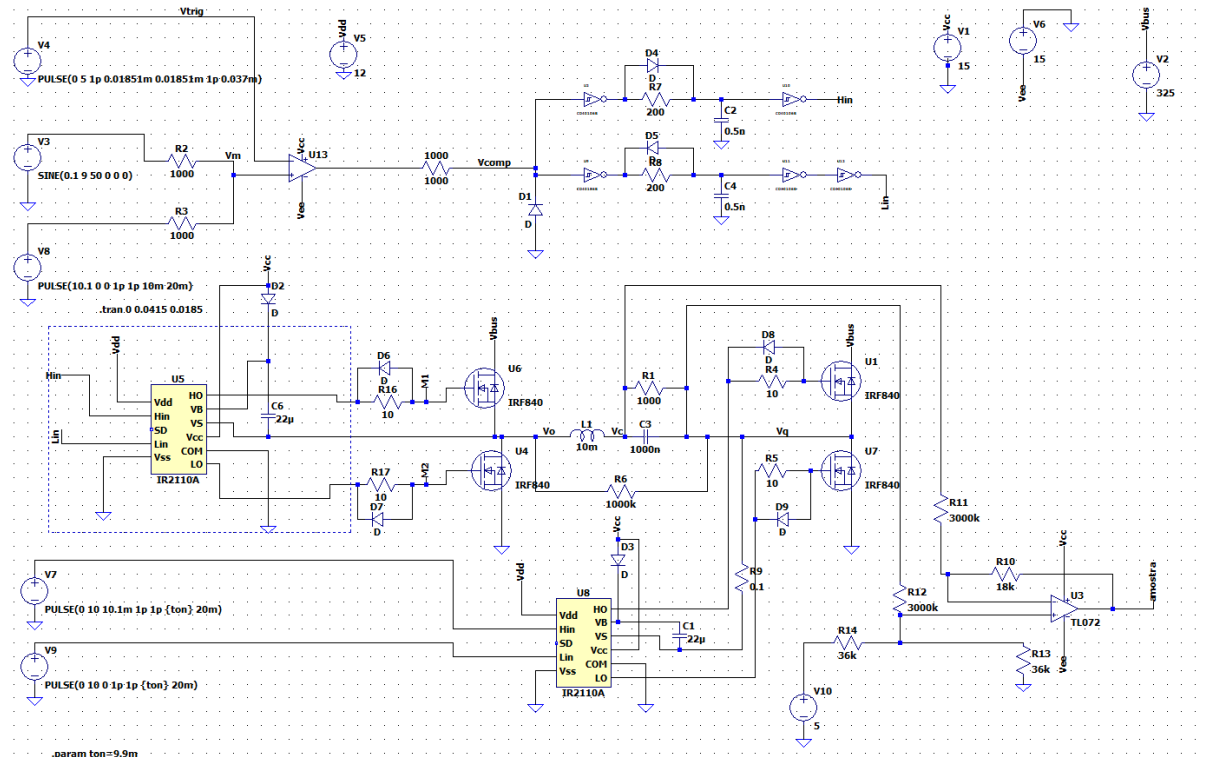 Vtrig
V4
PULSE(0 5 1p 0.01851m 0.01851m 1p 0.037m)
Vdd
V5
12
Vcc
V1
15
V6
15
Vee
Vbus
V2
325
D4
D
R7
200
C2
0.5n
Hin
D5
D
R8
200
C4
0.5n
Lin
V3
SINE(0.1 9 50 0 0 0)
R2
1000
Vm
Vcc
U13
Vee
1000
1000
Vcomp
D1
D
R3
1000
V8
PULSE(10.1 0 0 1p 1p 10m 20m)
.tran 0 0.0415 0.0185
Vcc
D2
D
Vdd
Hin
Lin
U5
Vdd
Hin
SD
Lin
Vss
HO
VB
VS
Vcc
COM
LO
IR2110A
C6
22µ
D6
D
R16
10
M1
Vbus
U6
IRF840
R17
10
D7
D
M2
U4
IRF840
Vo
L1
10m
Vc
R1
1000
C3
1000n
R6
1000k
Vq
D8
D
R4
10
Vbus
U1
IRF840
R5
10
D9
D
U7
IRF840
R11
3000k
V7
PULSE(0 10 10.1m 1p 1p {ton} 20m)
V9
PULSE(0 10 0 1p 1p {ton} 20m)
Vdd
Vcc
D3
D
U8
Vdd
Hin
SD
Lin
Vss
HO
VB
VS
Vcc
COM
LO
IR2110A
C1
22µ
R9
0.1
R12
3000k
R10
18k
Vcc
U3
TL072
Vee
amostra
R14
36k
R13
36k
V10
5
.param ton=9.9m